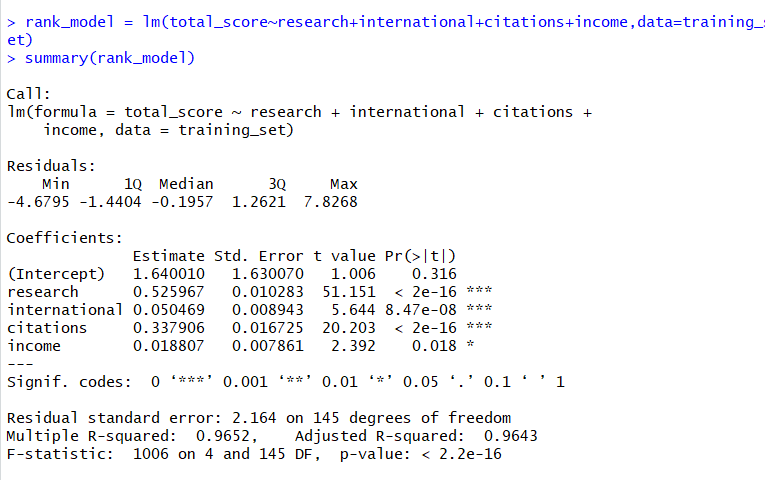 > rank_model = lm(total_score~research+international+citations+income,data=training_s
et)
> summary(rank_model)
Call:
lm(formula = total_score ~ research + international + citations +
    income, data = training_set)
Residuals:
    Min      1Q  Median      3Q     Max
-4.6795 -1.4404 -0.1957  1.2621  7.8268
Coefficients:
              Estimate Std. Error t value Pr(>|t|)
(Intercept)   1.640010   1.630070   1.006    0.316
research      0.525967   0.010283  51.151  < 2e-16 ***
international 0.050469   0.008943   5.644 8.47e-08 ***
citations     0.337906   0.016725  20.203  < 2e-16 ***
income        0.018807   0.007861   2.392    0.018 *
---
Signif. codes:  0 ‘***’ 0.001 ‘**’ 0.01 ‘*’ 0.05 ‘.’ 0.1 ‘ ’ 1
Residual standard error: 2.164 on 145 degrees of freedom
Multiple R-squared:  0.9652,    Adjusted R-squared:  0.9643
F-statistic:  1006 on 4 and 145 DF,  p-value: < 2.2e-16